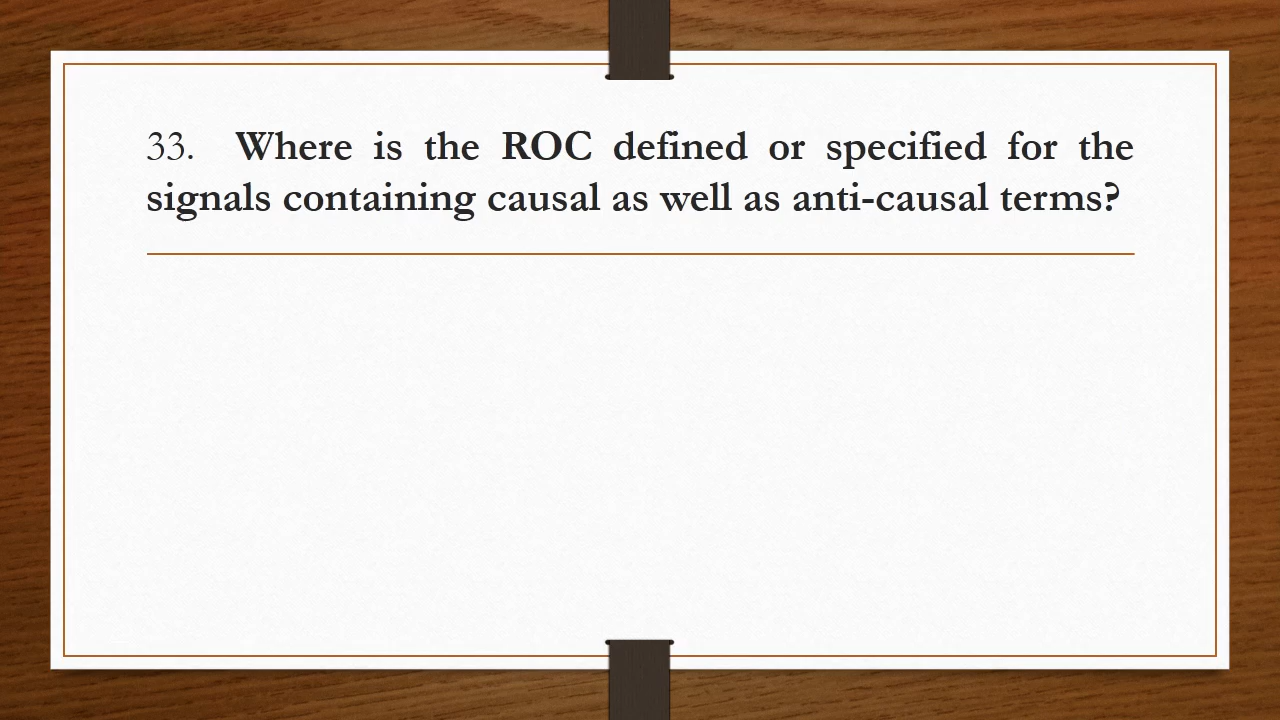 33. Where is the ROC defined or specified for the
signals containing causal as well as anti-causal terms?